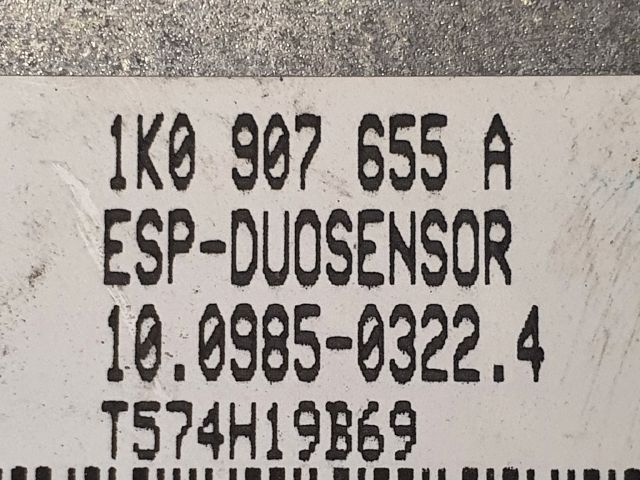 1K0 907 655 A
ESP-DUOSENSOR
10.0985-0322.4
T574H19B69